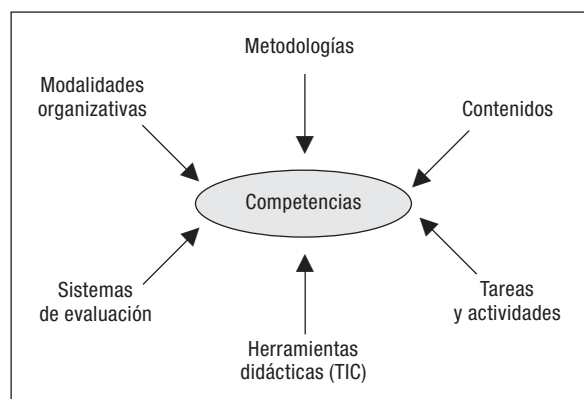 Metodologías
Modalidades
organizativas
Contenidos
Competencias
Sistemas
de evaluación
Tareas
y actividades
Herramientas
didácticas (TIC)